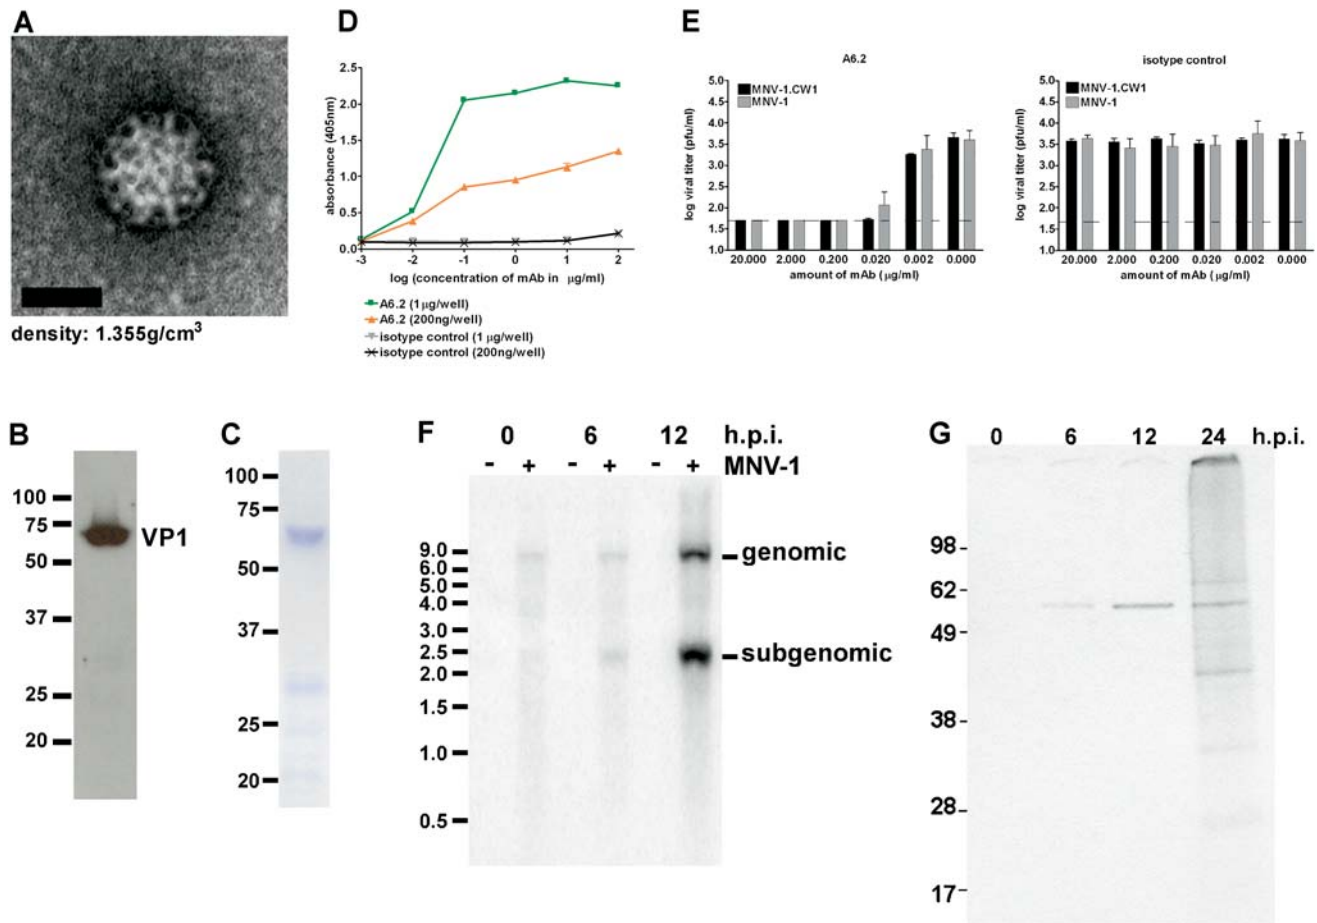 A
density: 1.355g/cm3
D
absorbance (405nm)
2.5
2.0
1.5
1.0
0.5
0.0
-3 -2 -1 0 1 2
log (concentration of mAb in µg/ml)
A6.2 (1µg/well)
A6.2 (200ng/well)
isotype control (1 µg/well)
isotype control (200ng/well)
E
A6.2
MNV-1.CW1
MNV-1
log viral titer (pfu/ml)
5.0
4.5
4.0
3.5
3.0
2.5
2.0
1.5
1.0
20.000 2.000 0.200 0.020 0.002 0.000
amount of mAb (µg/ml)
isotype control
MNV-1.CW1
MNV-1
log viral titer (pfu/ml)
5.0
4.5
4.0
3.5
3.0
2.5
2.0
1.5
1.0
20.000 2.000 0.200 0.020 0.002 0.000
amount of mAb (µg/ml)
B
100
75
50
37
25
20
VP1
C
100
75
50
37
25
20
F
0 6 12 h.p.i.
- + - + - + MNV-1
9.0
6.0
5.0
4.0
3.0
2.5
2.0
1.5
1.0
0.5
genomic
subgenomic
G
0 6 12 24 h.p.i.
98
62
49
38
28
17